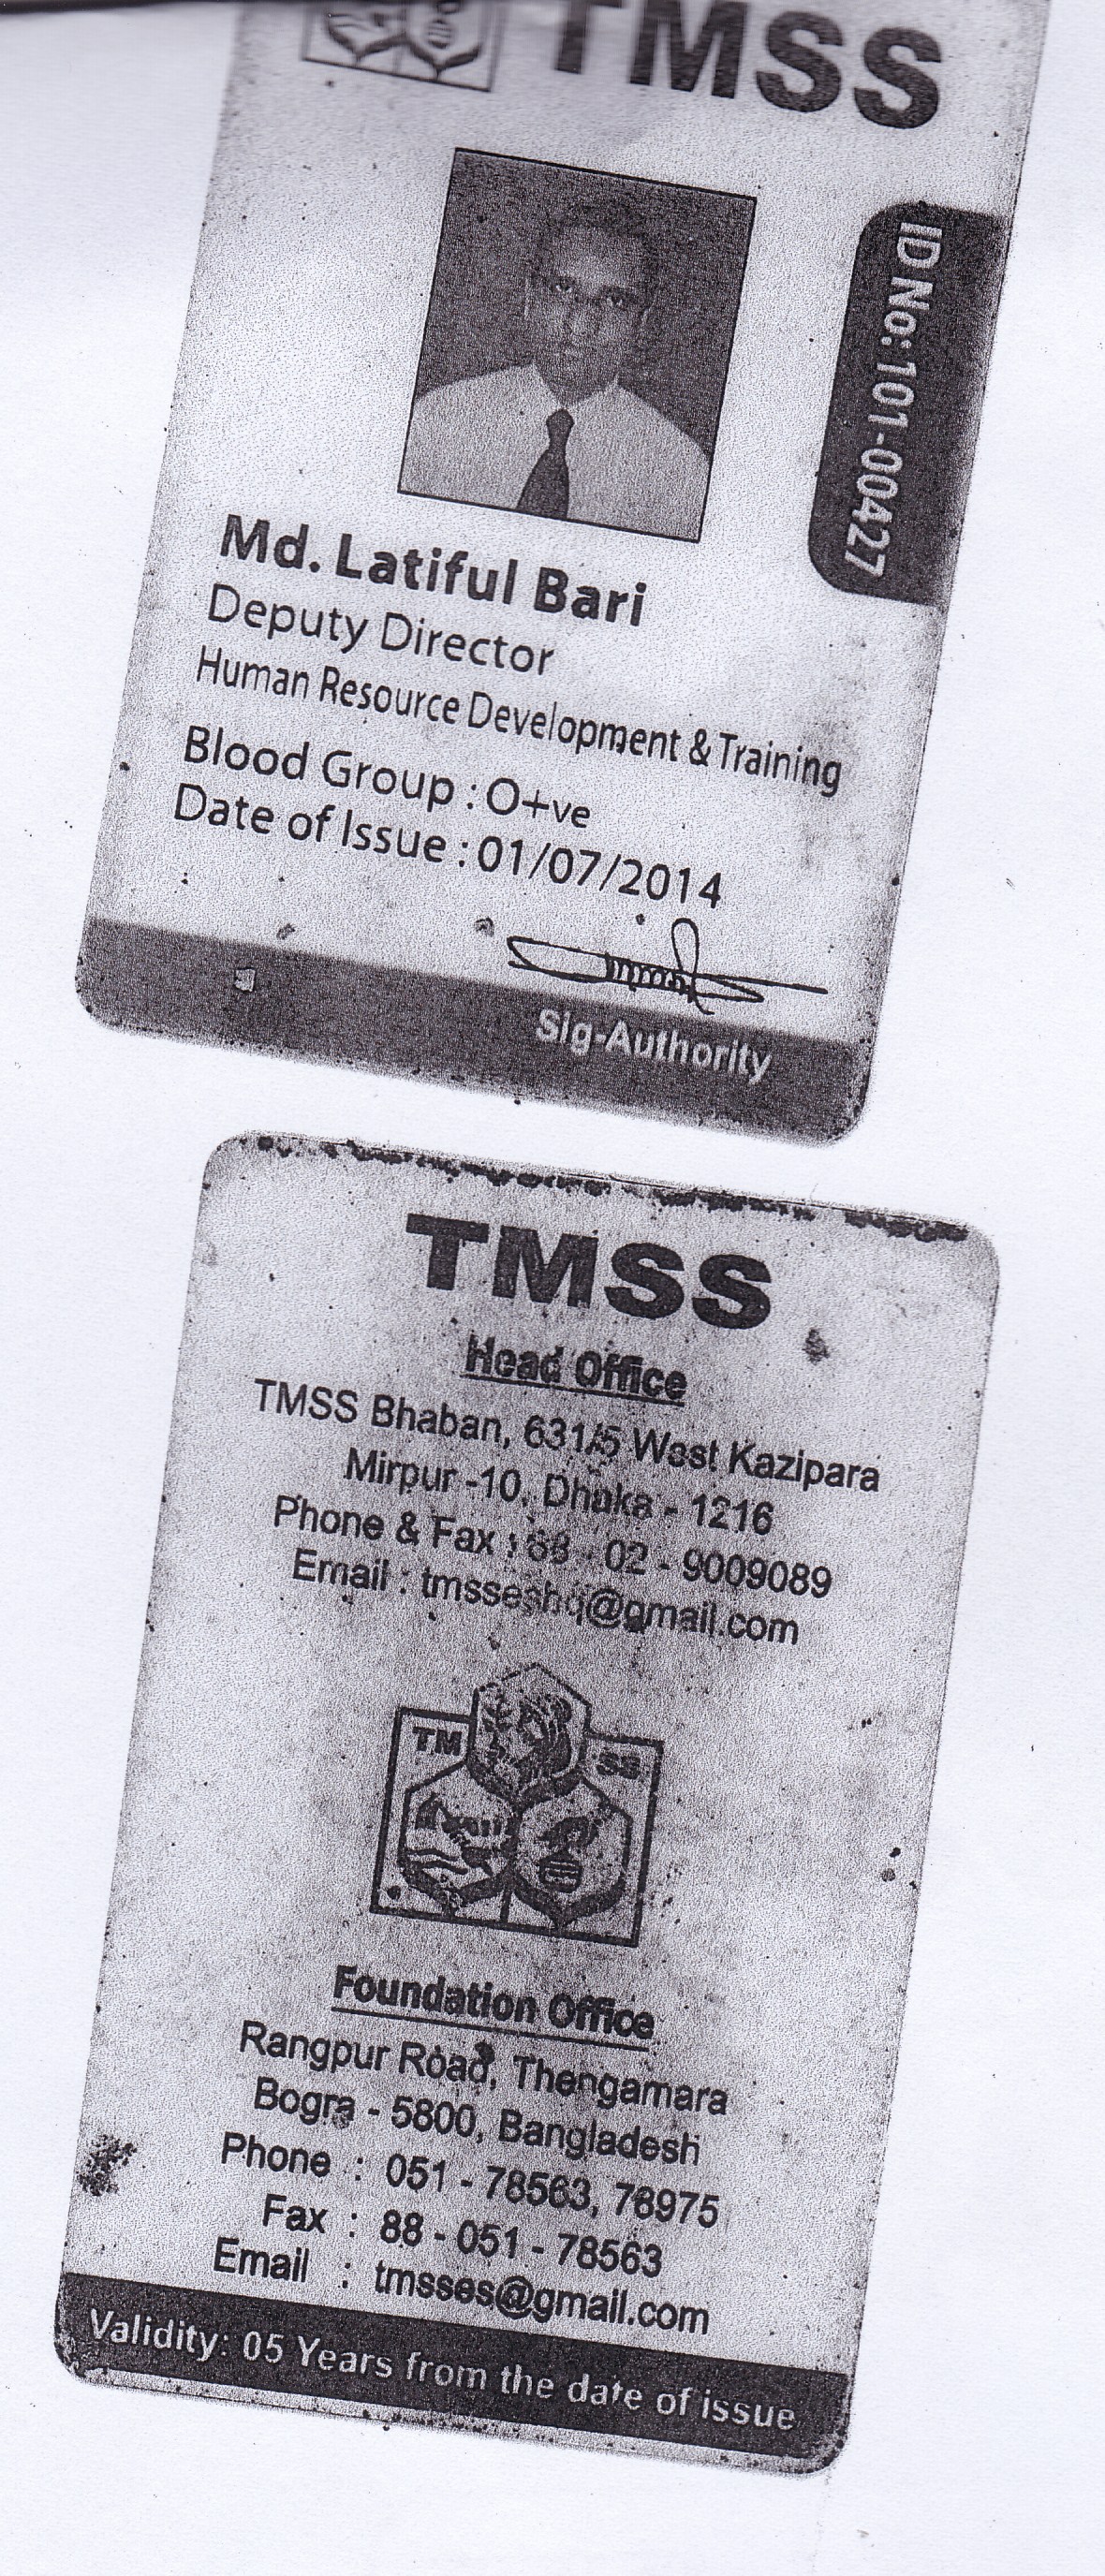 TMSS
ID No: 101-00427
Md. Latiful Bari
Deputy Director
Human Resource Development & Training
Blood Group : O+ve
Date of Issue : 01/07/2014
Sig-Authority
TMSS
Head Office
TMSS Bhaban, 631/5 West Kazipara
Mirpur -10, Dhaka - 1216
Phone & Fax : 88 - 02 - 9009089
Email : tmsseshq@gmail.com
TM SS
Foundation Office
Rangpur Road, Thengamara
Bogra - 5800, Bangladesh
Phone : 051 - 78563, 78975
Fax : 88 - 051 - 78563
Email : tmsses@gmail.com
Validity: 05 Years from the date of issue